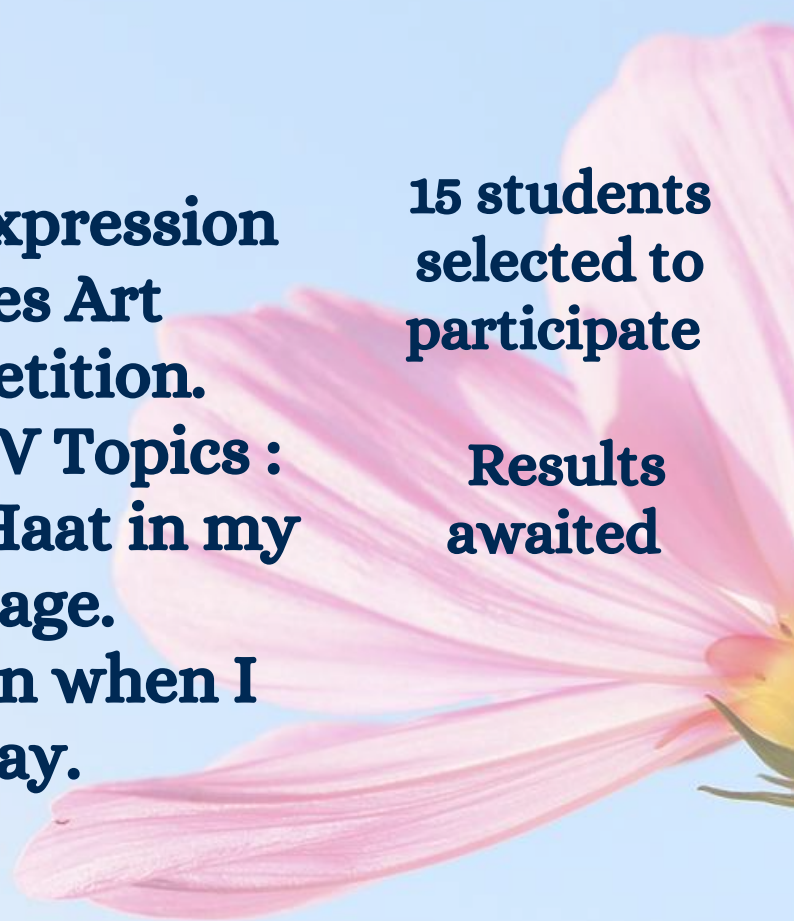 xpression
es Art
etition.
V Topics :
Haat in my
age.
n when I
ay.
15 students
selected to
participate
Results
awaited